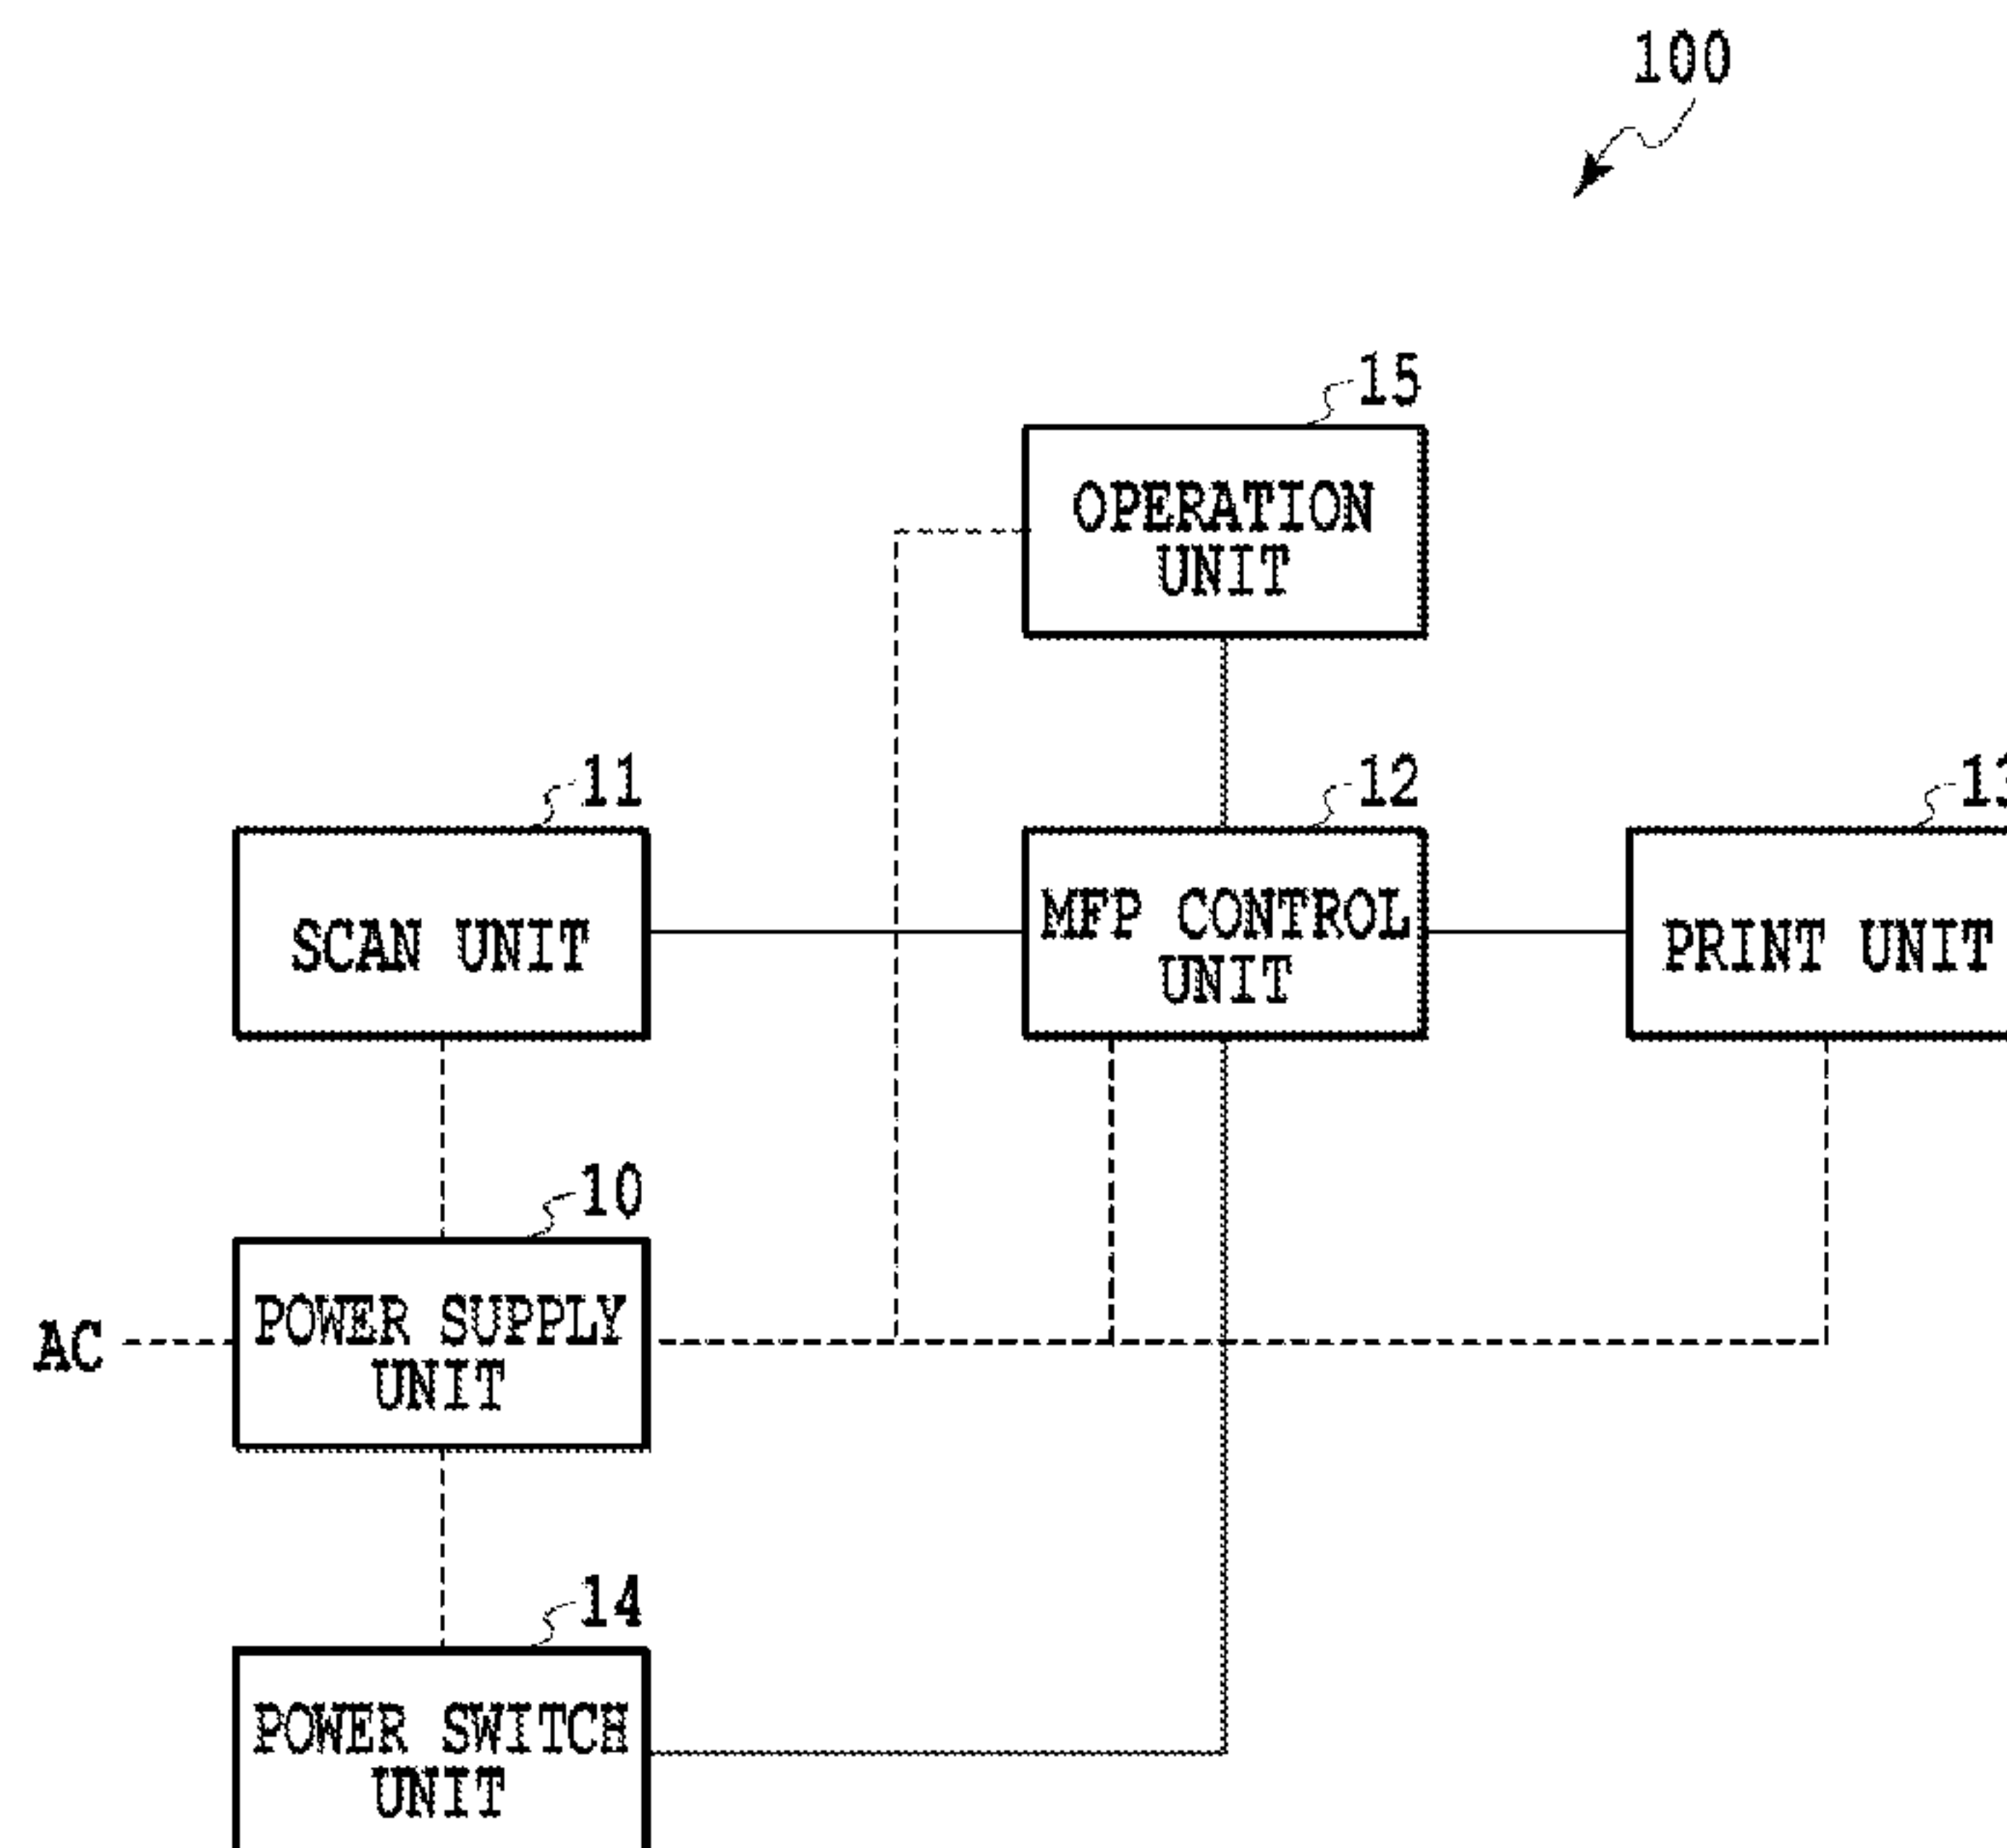 100
15
OPERATION
UNIT
11
12
SCAN UNIT
MFP CONTROL
UNIT
PRINT UNIT
10
AC
POWER SUPPLY
UNIT
14
POWER SWITCH
UNIT